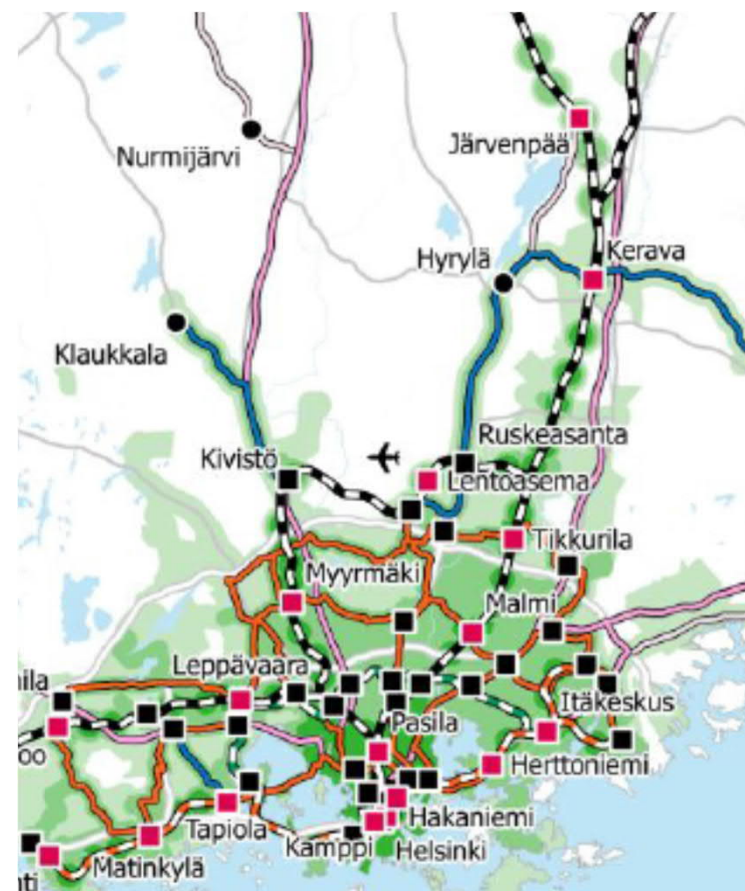 Järvenpää
Nurmijärvi
Kerava
Hyrylä
Klaukkala
Ruskeasanta
Kivistö
Lentoasema
Tikkurila
Myyrmäki
Malmi
Leppävaara
Itäkeskus
Pasila
Herttoniemi
Hakaniemi
Tapiola
Kamppi
Helsinki
Matinkylä